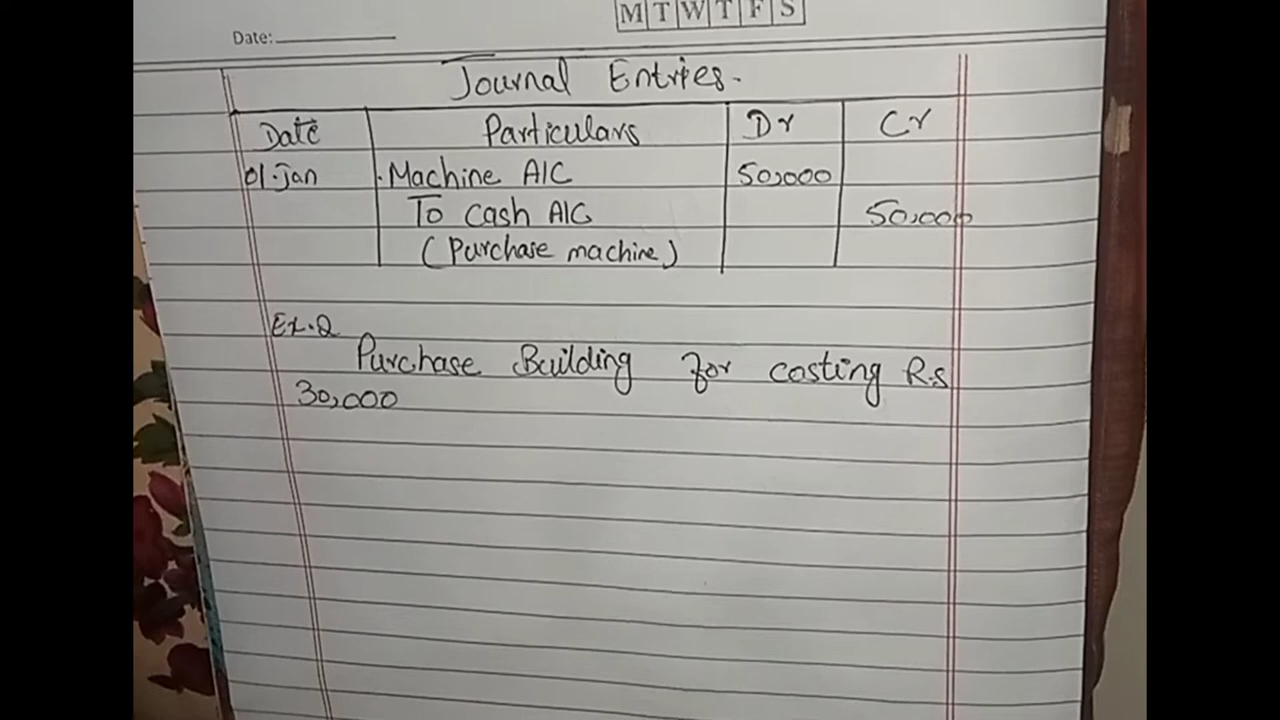 M T W T F S
Date:
Journal Entries.
Date Particulars Dr Cr
01.Jan Machine A/C 50,000
To Cash A/C 50,000
(Purchase machine)
Ex.2
Purchase Building for costing R.s
30,000